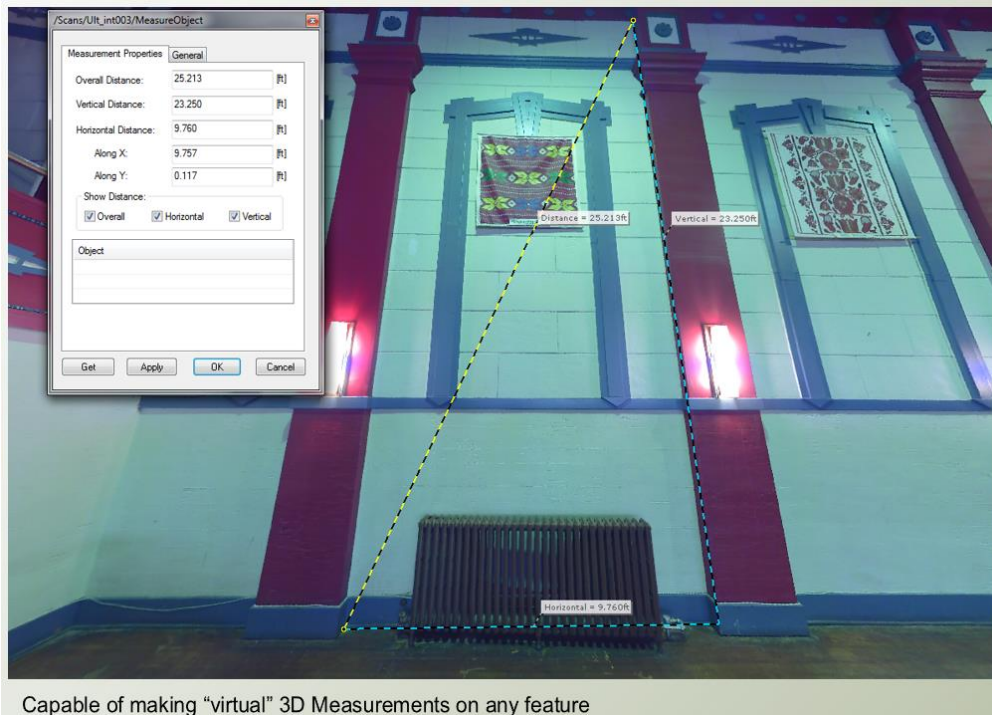 /Scans/Ult_int003/MeasureObject
Measurement Properties General
Overall Distance: 25.213 [ft]
Vertical Distance: 23.250 [ft]
Horizontal Distance: 9.760 [ft]
Along X: 9.757 [ft]
Along Y: 0.117 [ft]
Show Distance:
Overall Horizontal Vertical
Object
Get Apply OK Cancel
Distance = 25.213ft
Vertical = 23.250ft
Horizontal = 9.760ft
Capable of making “virtual” 3D Measurements on any feature